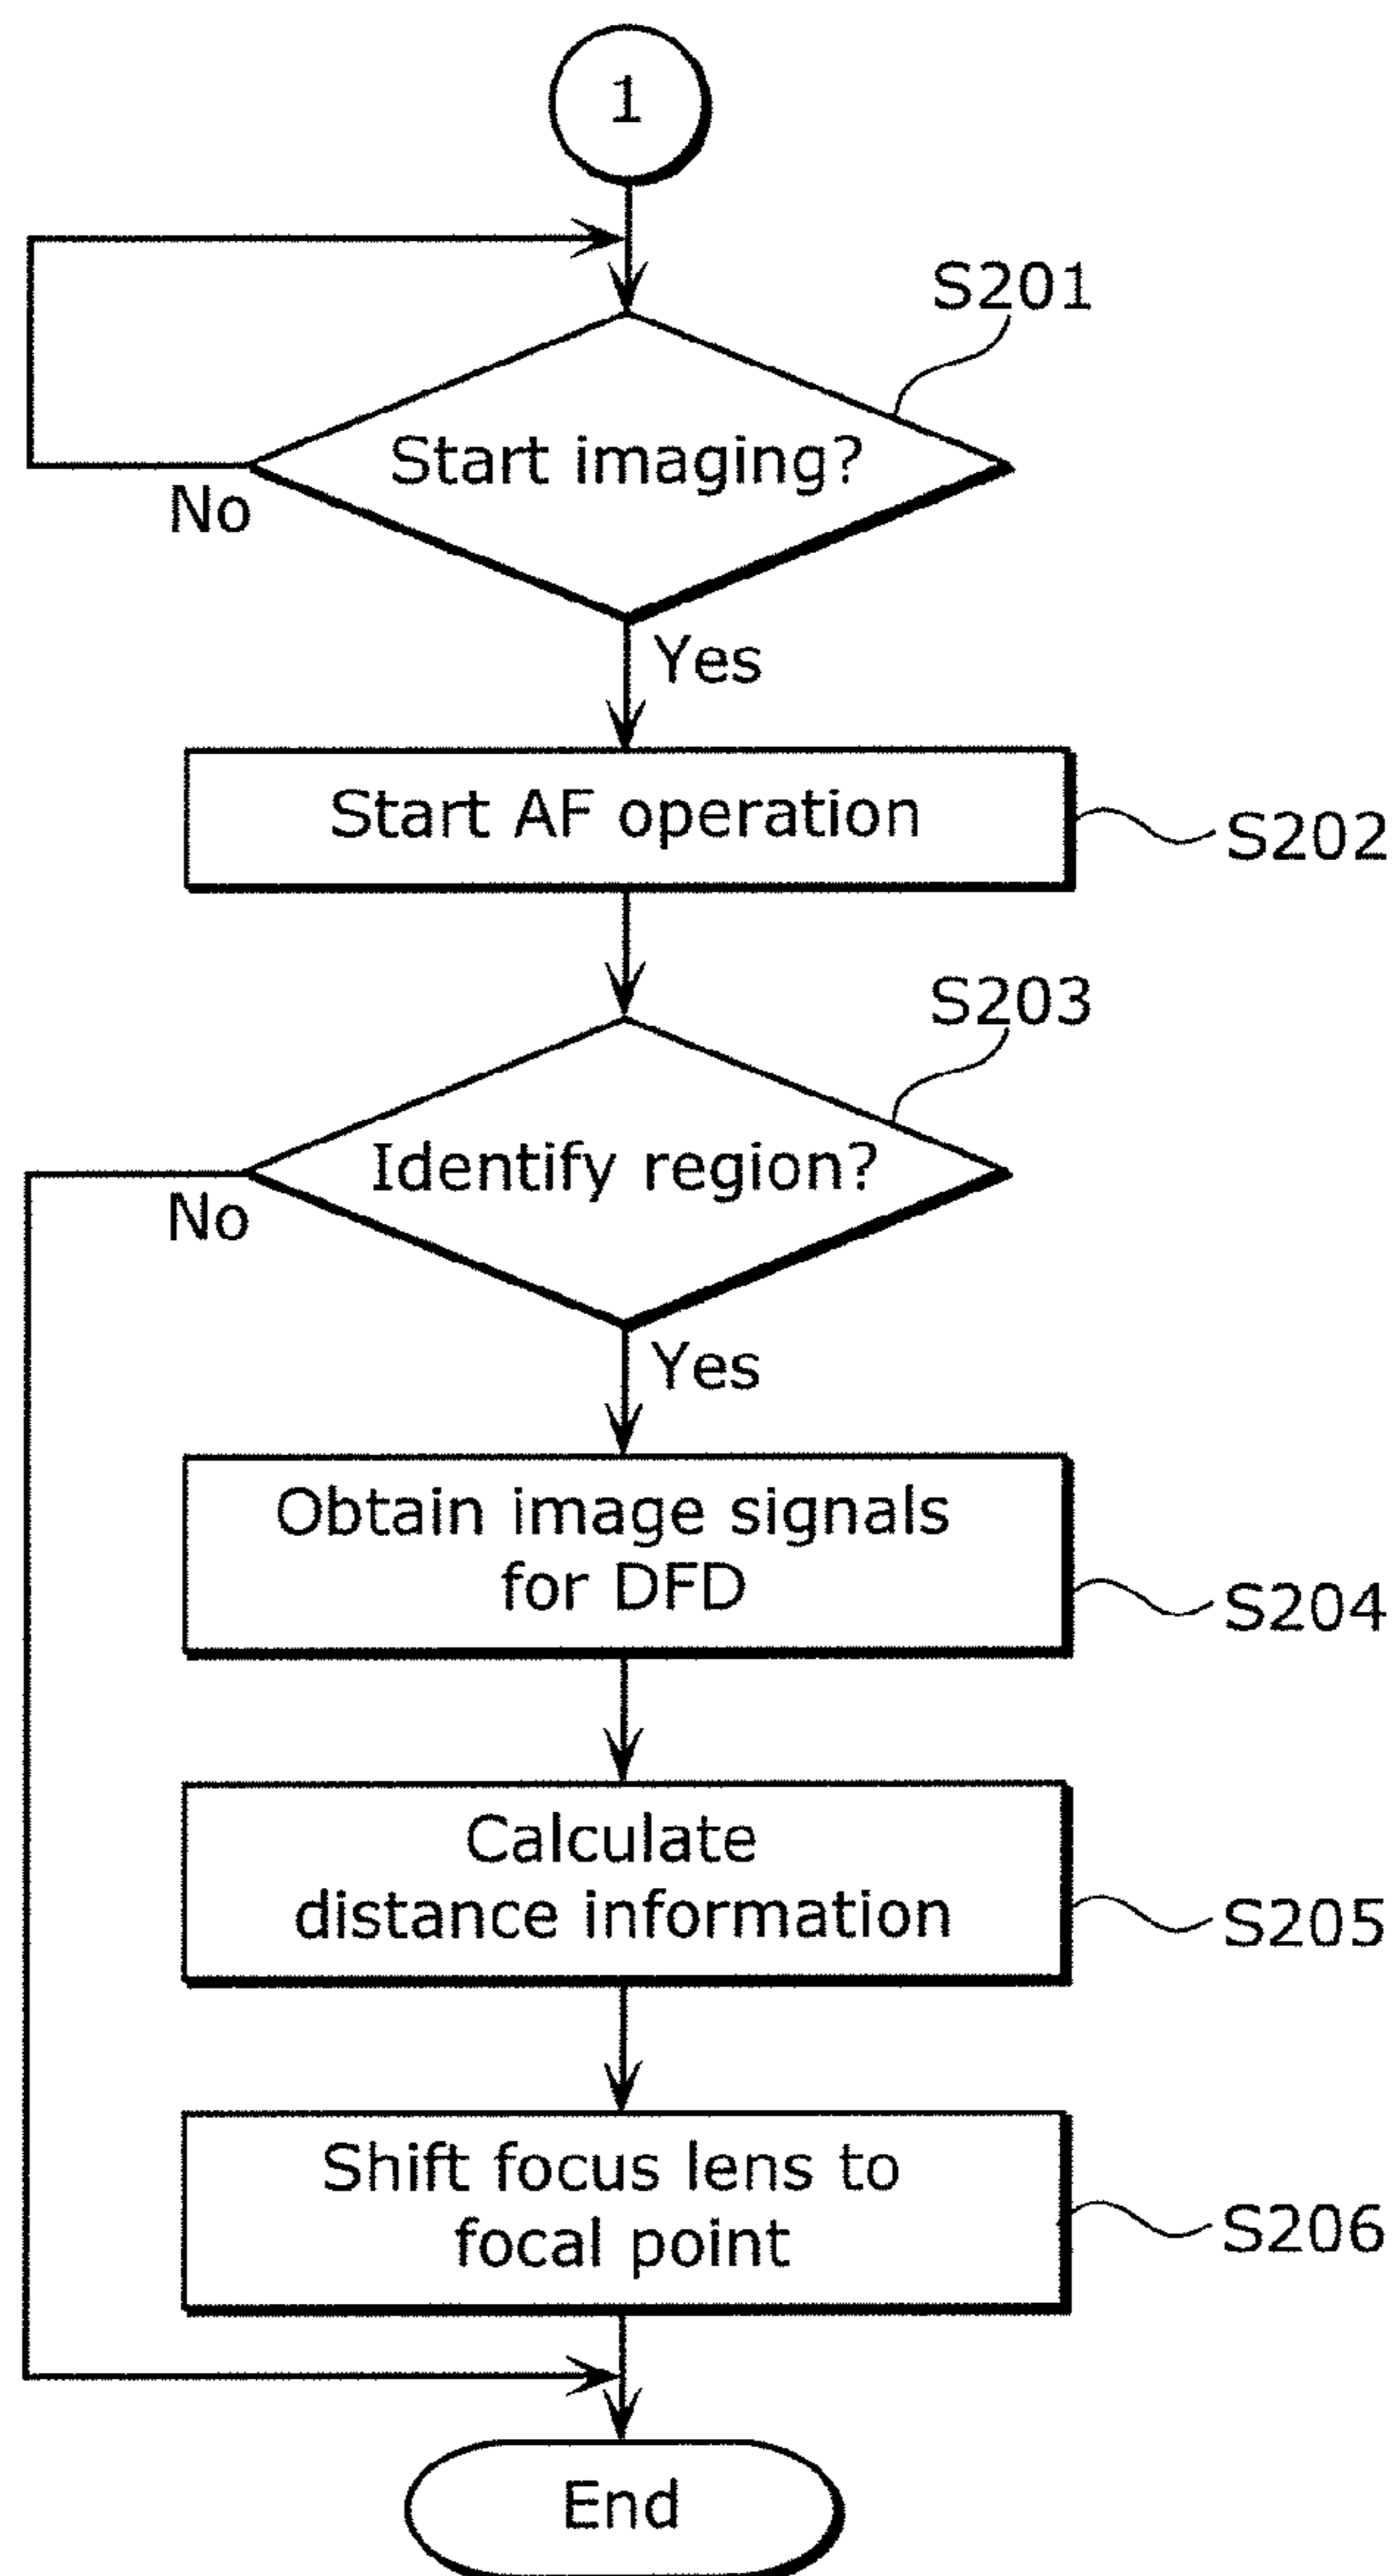 1
S201
Start imaging?
No
Yes
Start AF operation
S202
S203
Identify region?
No
Yes
Obtain image signals
for DFD
S204
Calculate
distance information
S205
Shift focus lens to
focal point
S206
End